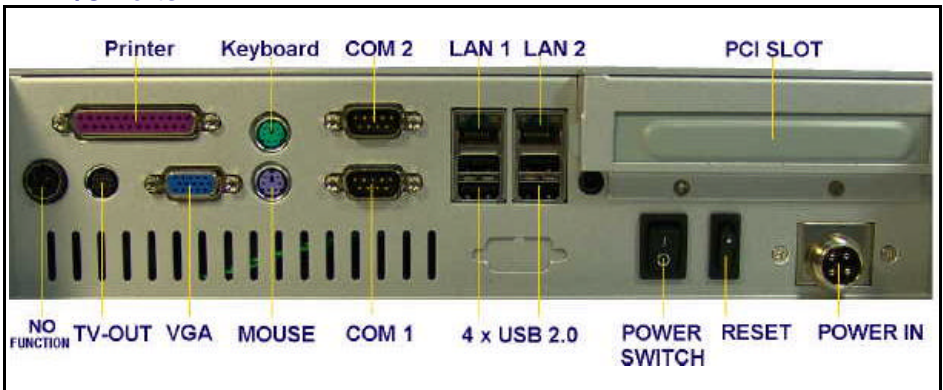 Printer Keyboard COM 2 LAN 1 LAN 2 PCI SLOT
NO FUNCTION TV-OUT VGA MOUSE COM 1 4 x USB 2.0 POWER SWITCH RESET POWER IN